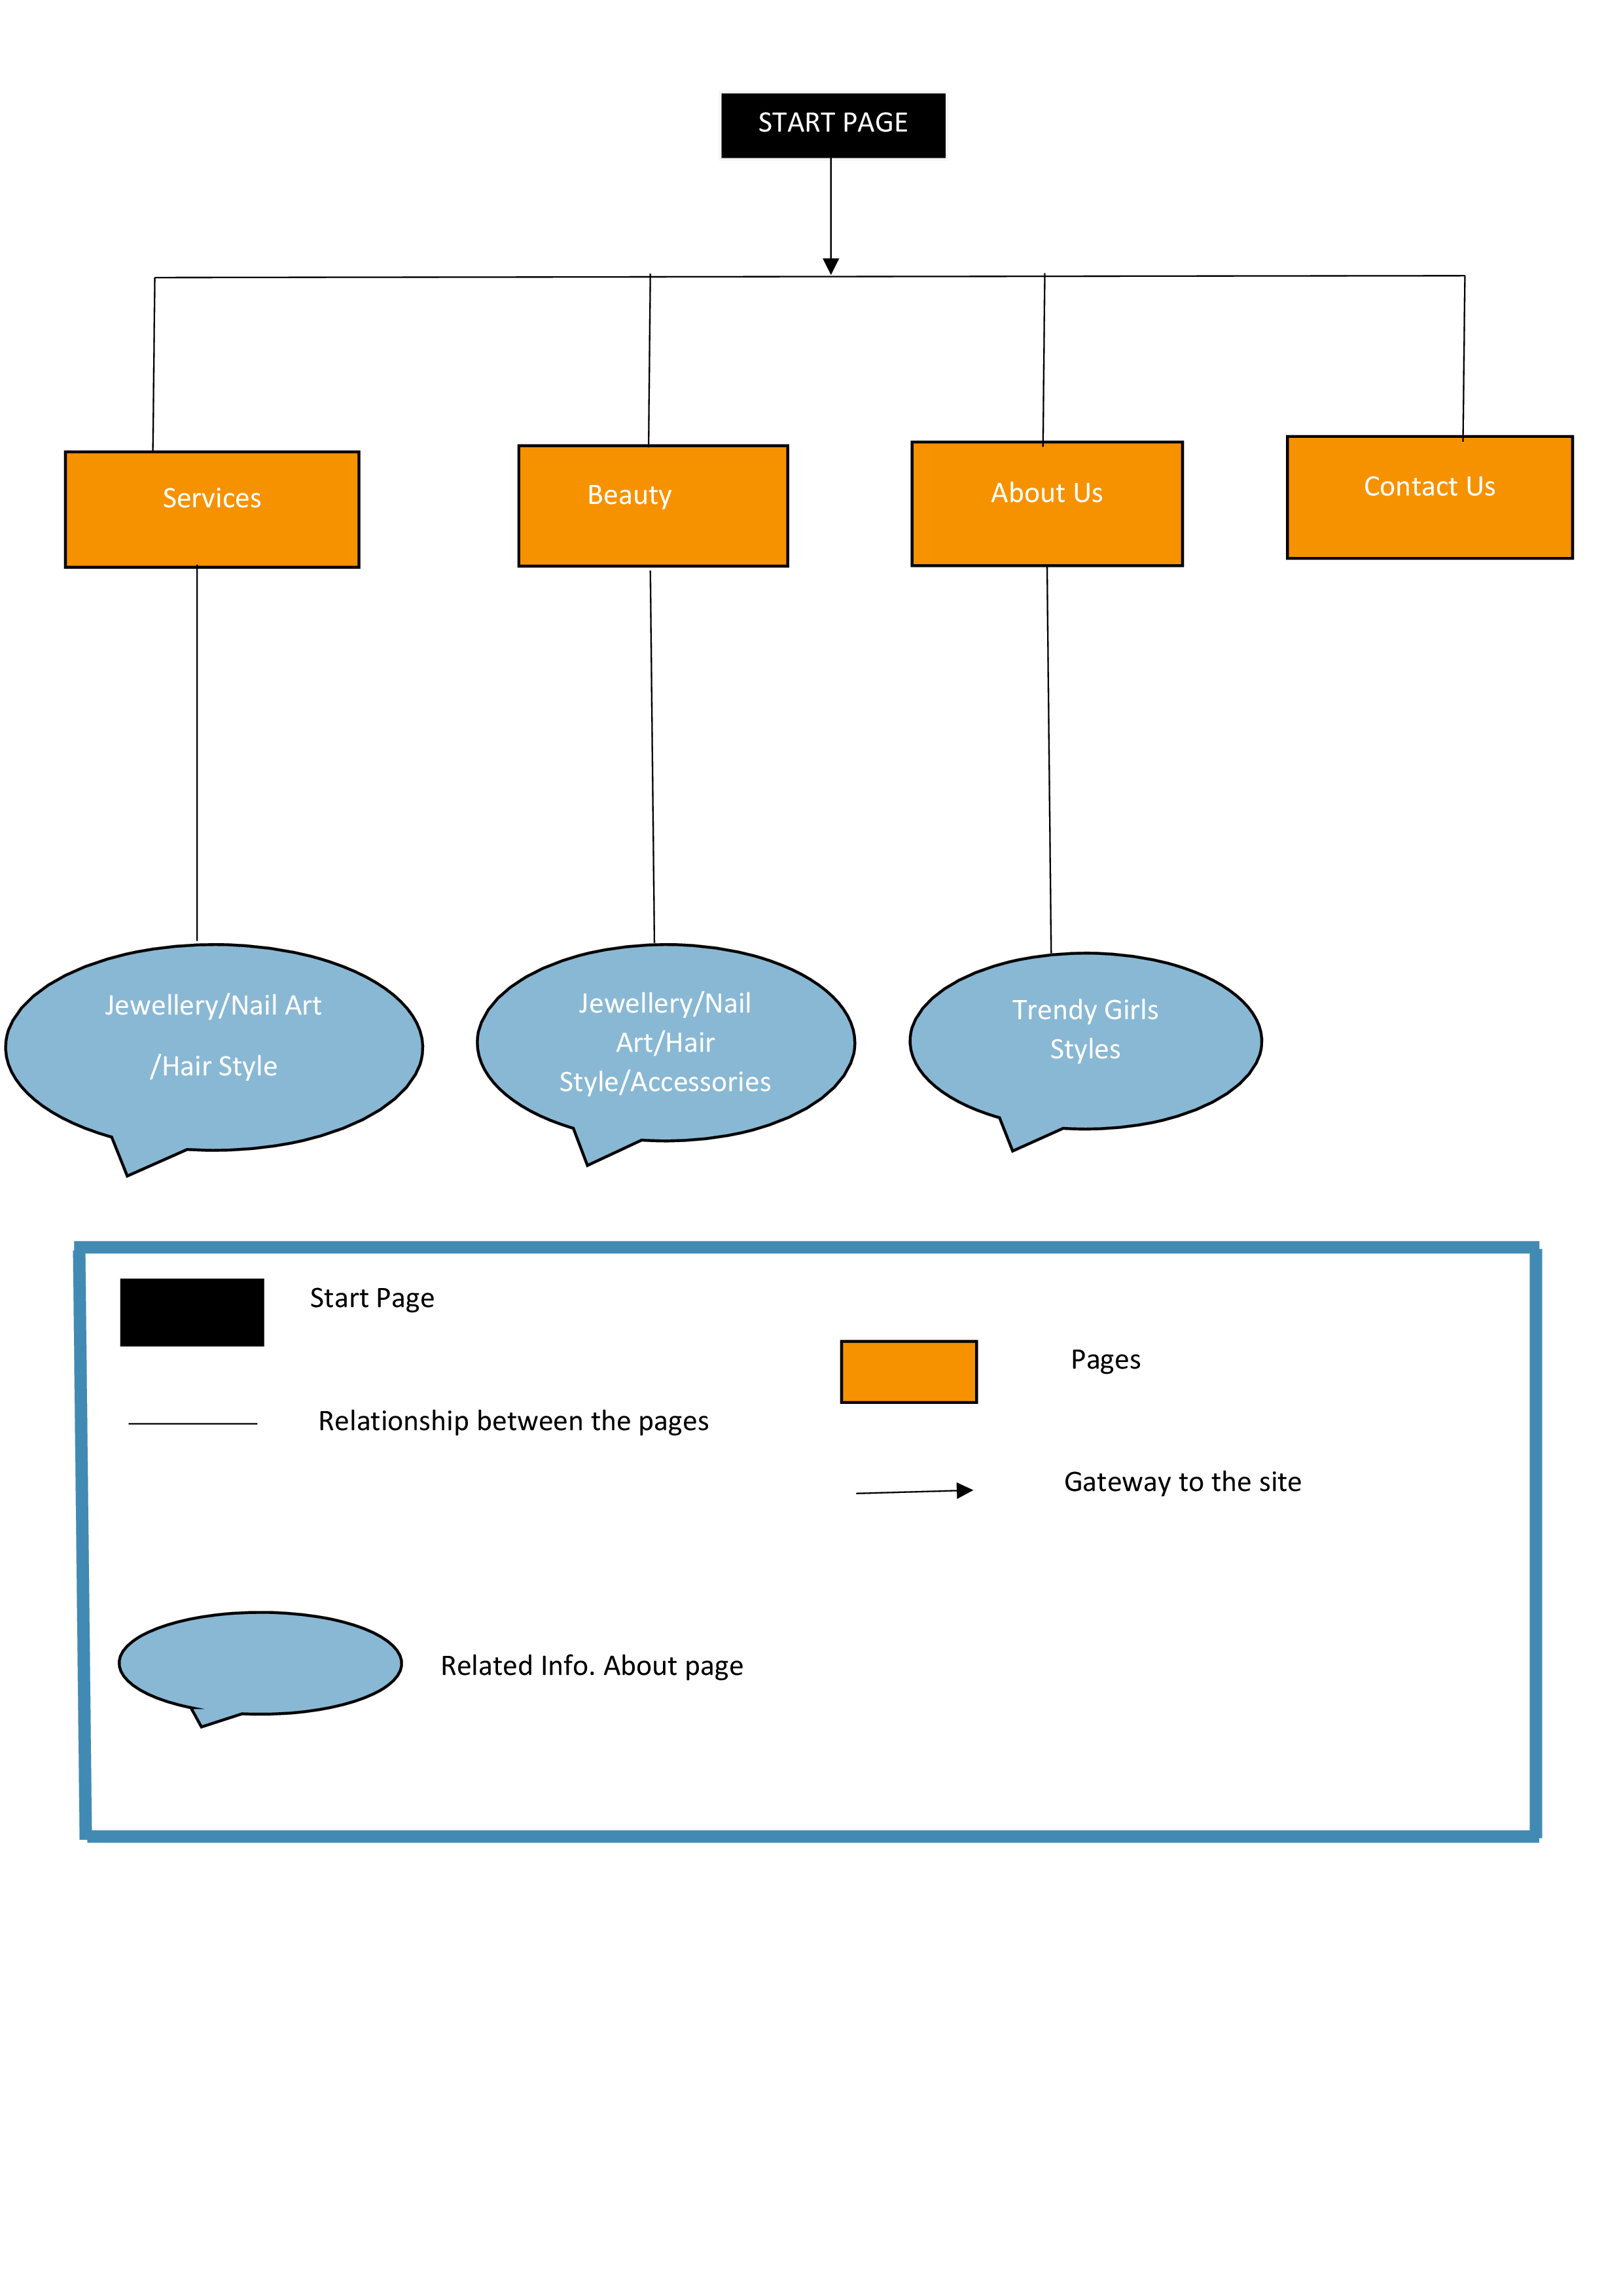 START PAGE
Services
Beauty
About Us
Contact Us
Jewellery/Nail Art
/Hair Style
Jewellery/Nail
Art/Hair
Style/Accessories
Trendy Girls
Styles
Start Page
Pages
Relationship between the pages
Gateway to the site
Related Info. About page